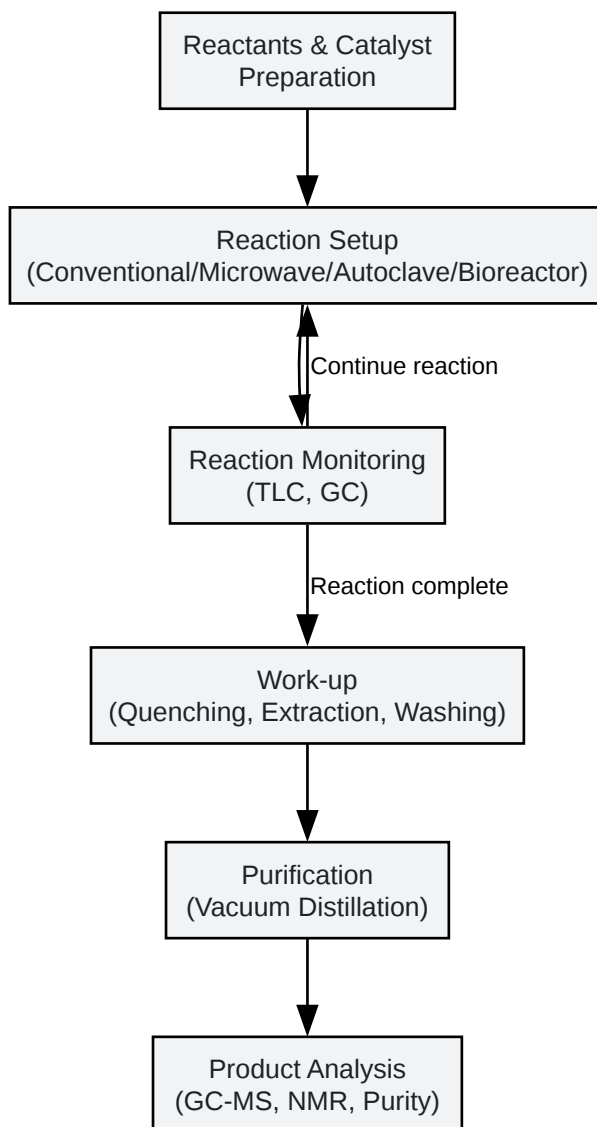 Reactants & Catalyst
Preparation
Reaction Setup
(Conventional/Microwave/Autoclave/Bioreactor)
Continue reaction
Reaction Monitoring
(TLC, GC)
Reaction complete
Work-up
(Quenching, Extraction, Washing)
Purification
(Vacuum Distillation)
Product Analysis
(GC-MS, NMR, Purity)